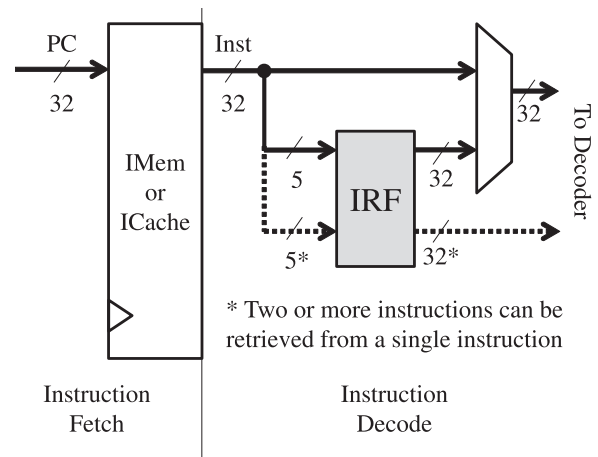 PC
32
Inst
32
IMem
or
ICache
5
5*
IRF
32
32*
32
To Decoder
* Two or more instructions can be
retrieved from a single instruction
Instruction
Fetch
Instruction
Decode